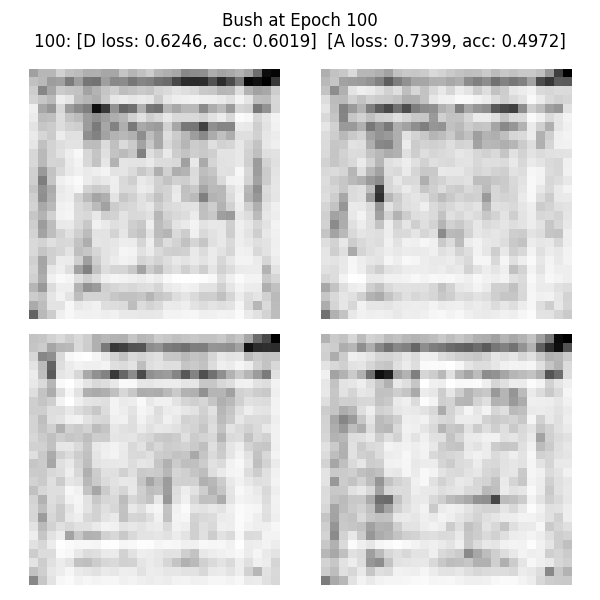 Bush at Epoch 100
100: [D loss: 0.6246, acc: 0.6019]  [A loss: 0.7399, acc: 0.4972]